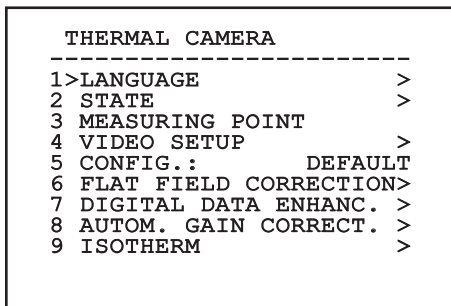 THERMAL CAMERA
-------------------------
1>LANGUAGE >
2 STATE >
3 MEASURING POINT
4 VIDEO SETUP >
5 CONFIG.: DEFAULT
6 FLAT FIELD CORRECTION>
7 DIGITAL DATA ENHANC. >
8 AUTOM. GAIN CORRECT. >
9 ISOTHERM >